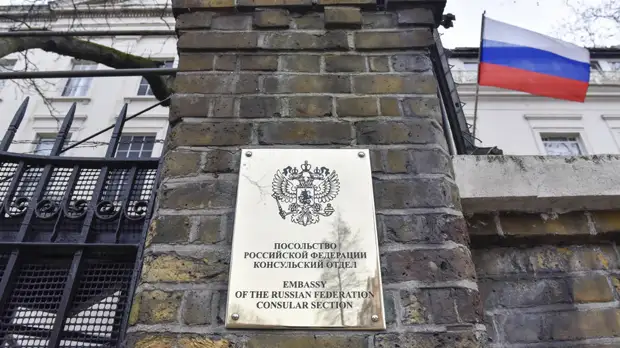 ПОСОЛЬСТВО
РОССИЙСКОЙ ФЕДЕРАЦИИ
КОНСУЛЬСКИЙ ОТДЕЛ
EMBASSY
OF THE RUSSIAN FEDERATION
CONSULAR SECTION